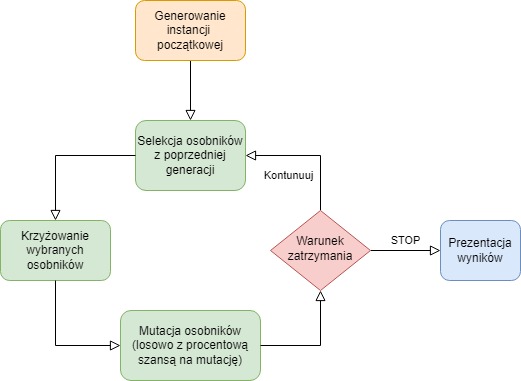 Generowanie
instancji
początkowej
Selekcja osobników
z poprzedniej
generacji
Kontunuuj
Krzyżowanie
wybranych
osobników
Warunek
zatrzymania
STOP
Prezentacja
wyników
Mutacja osobników
(losowo z procentową
szansą na mutację)